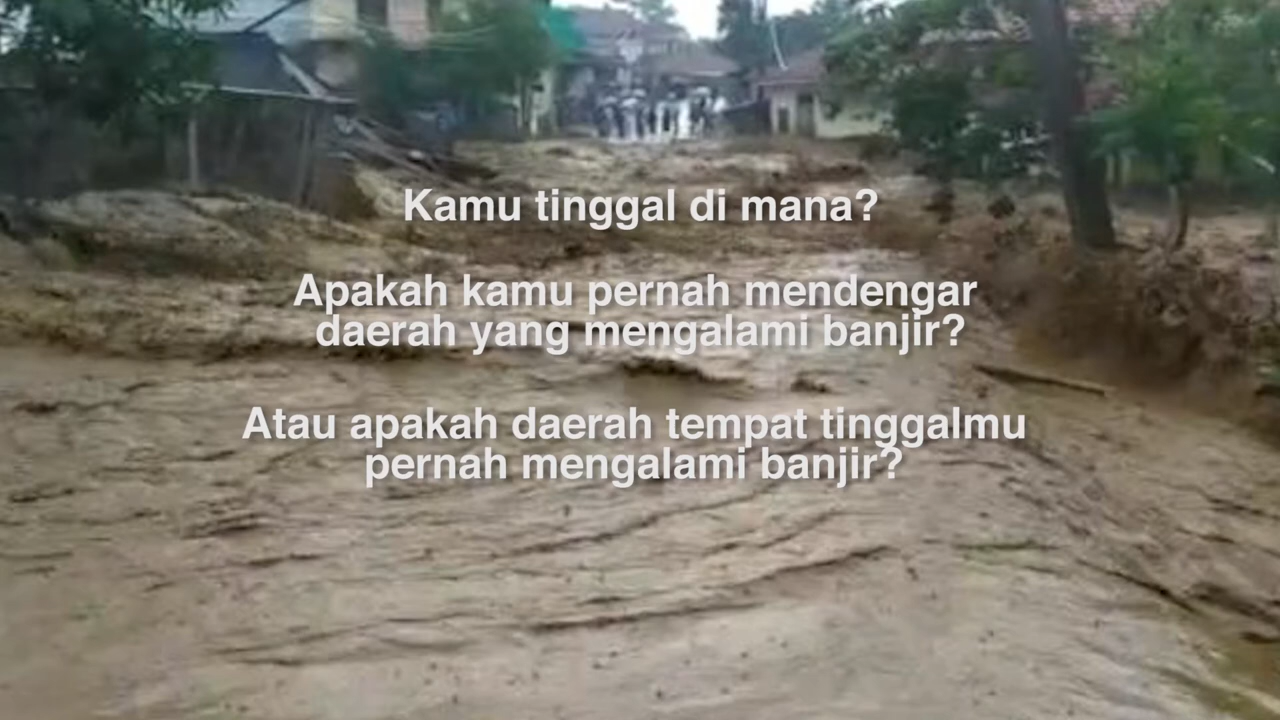 Kamu tinggal di mana?
Apakah kamu pernah mendengar
daerah yang mengalami banjir?
Atau apakah daerah tempat tinggalmu
pernah mengalami banjir?